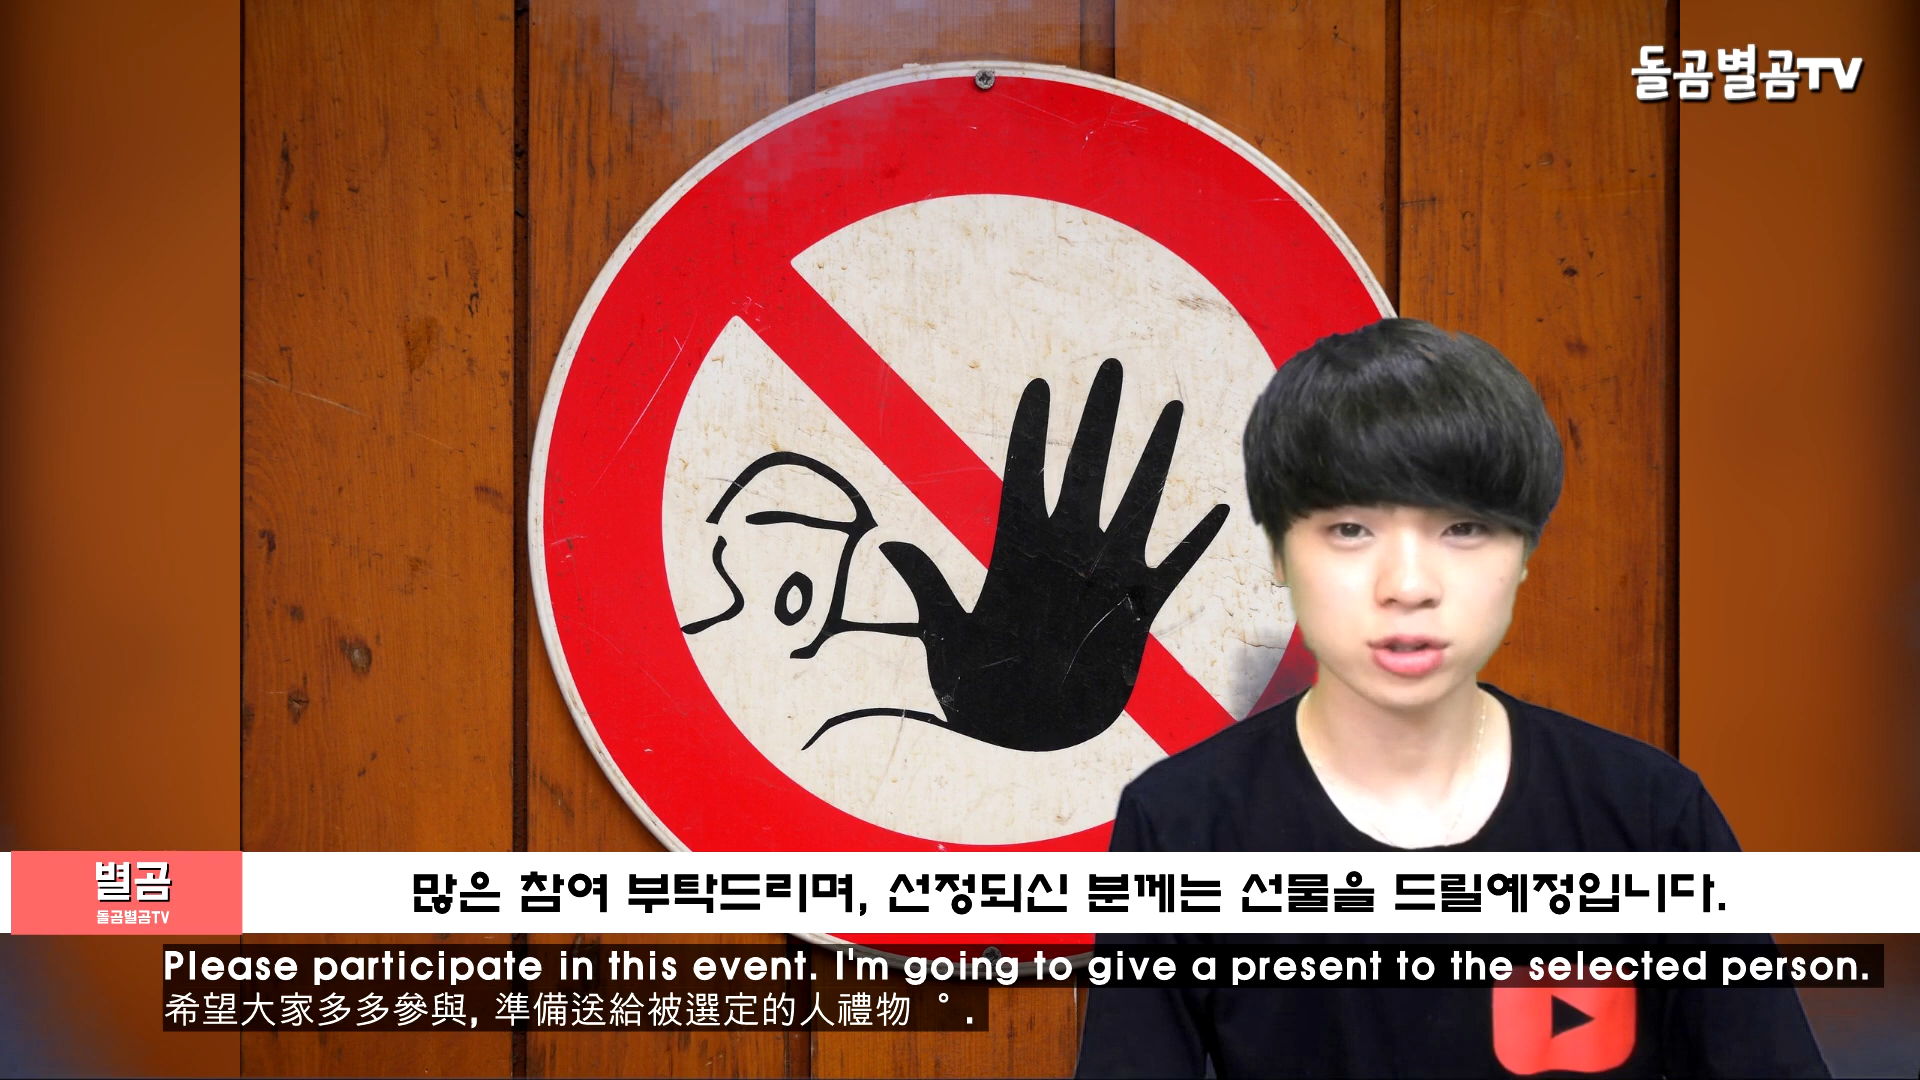 돌곰별곰TV
별곰
돌곰별곰TV
많은 참여 부탁드리며, 선정되신 분께는 선물을 드릴예정입니다.
Please participate in this event. I'm going to give a present to the selected person.
希望大家多多參與, 準備送給被選定的人禮物 ゜.